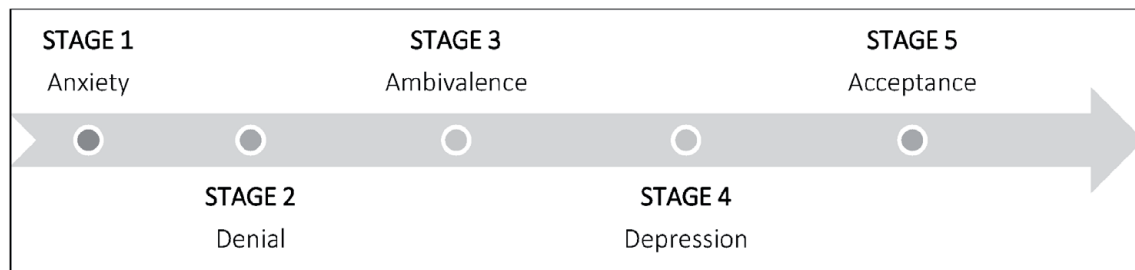 STAGE 1
Anxiety
STAGE 2
Denial
STAGE 3
Ambivalence
STAGE 4
Depression
STAGE 5
Acceptance